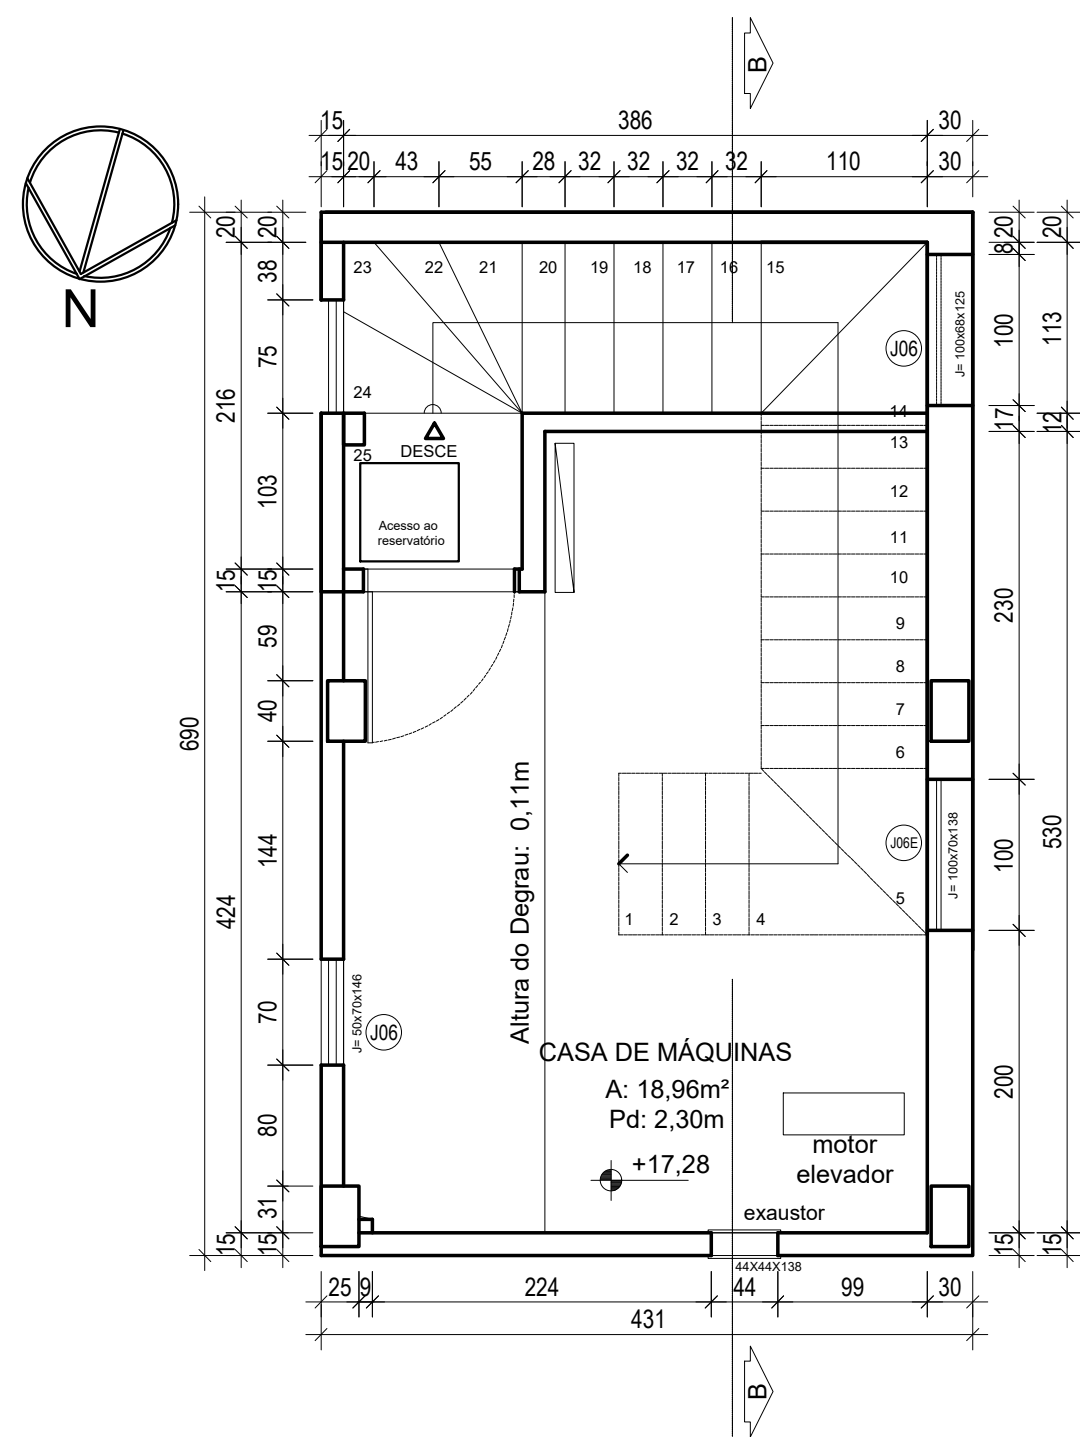 B
15 386 30
15 20 43 55 28 32 32 32 32 110 30
N
20 20 20 20
38 8
23 22 21 20 19 18 17 16 15
75 100 113
J06
J= 100x68x125
216
24
14
17 12
DESCE
13
25
103
12
Acesso ao
reservatório
11
15 15
10
59
230
9
8
40
7
690
6
Altura do Degrau: 0,11m
144
J06E
J= 100x70x138
100
530
5
424
1 2 3 4
70
J= 50x70x146
J06
CASA DE MÁQUINAS
A: 18,96m²
Pd: 2,30m
200
80
motor
elevador
+17,28
31
exaustor
15 15 15 15
44X44X138
25 9 224 44 99 30
431
B